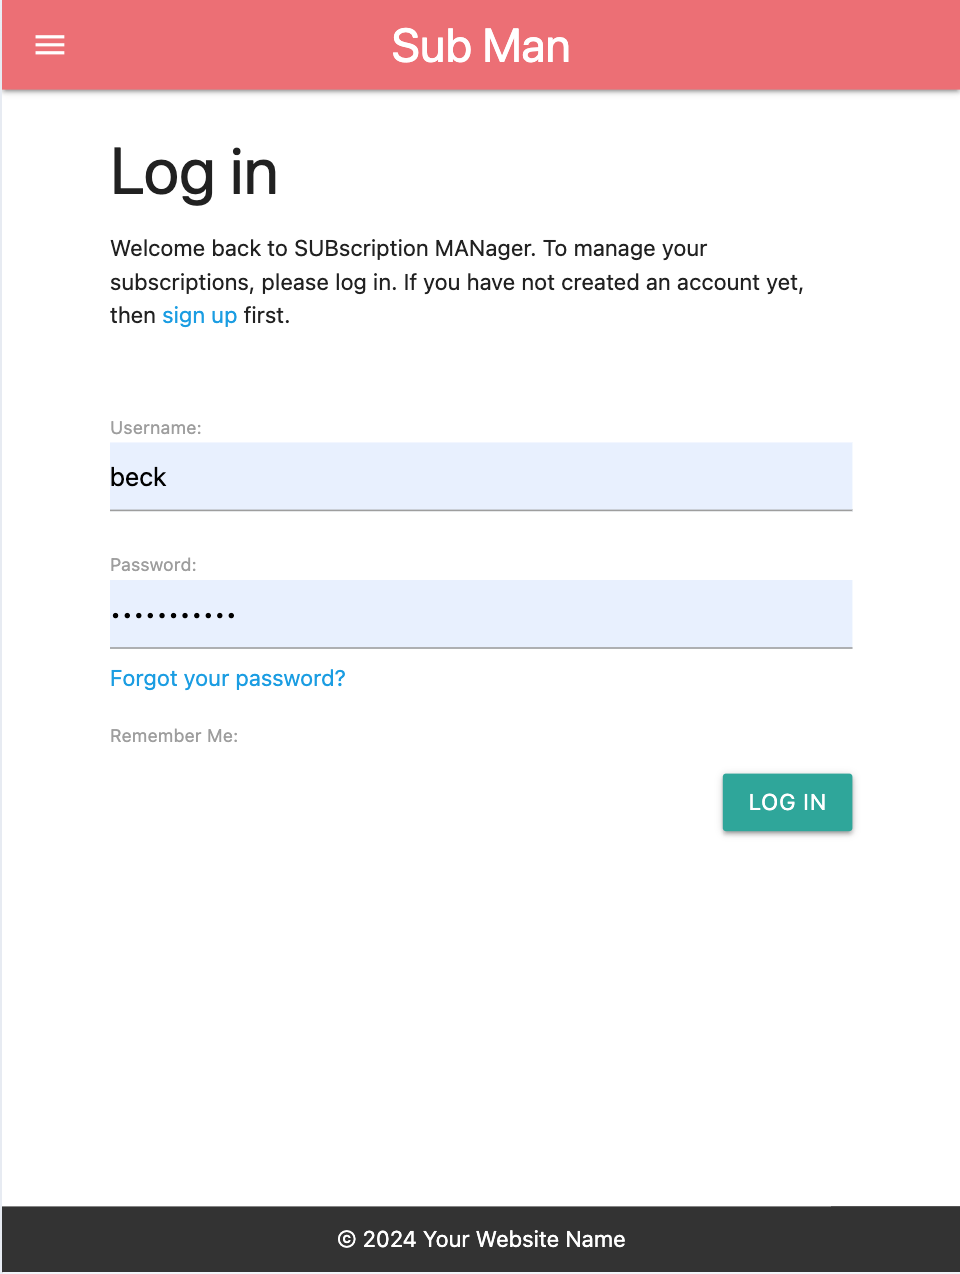 Sub Man
Log in
Welcome back to SUBscription MANager. To manage your
subscriptions, please log in. If you have not created an account yet,
then sign up first.
Username:
beck
Password:
•••••••••••
Forgot your password?
Remember Me:
LOG IN
© 2024 Your Website Name